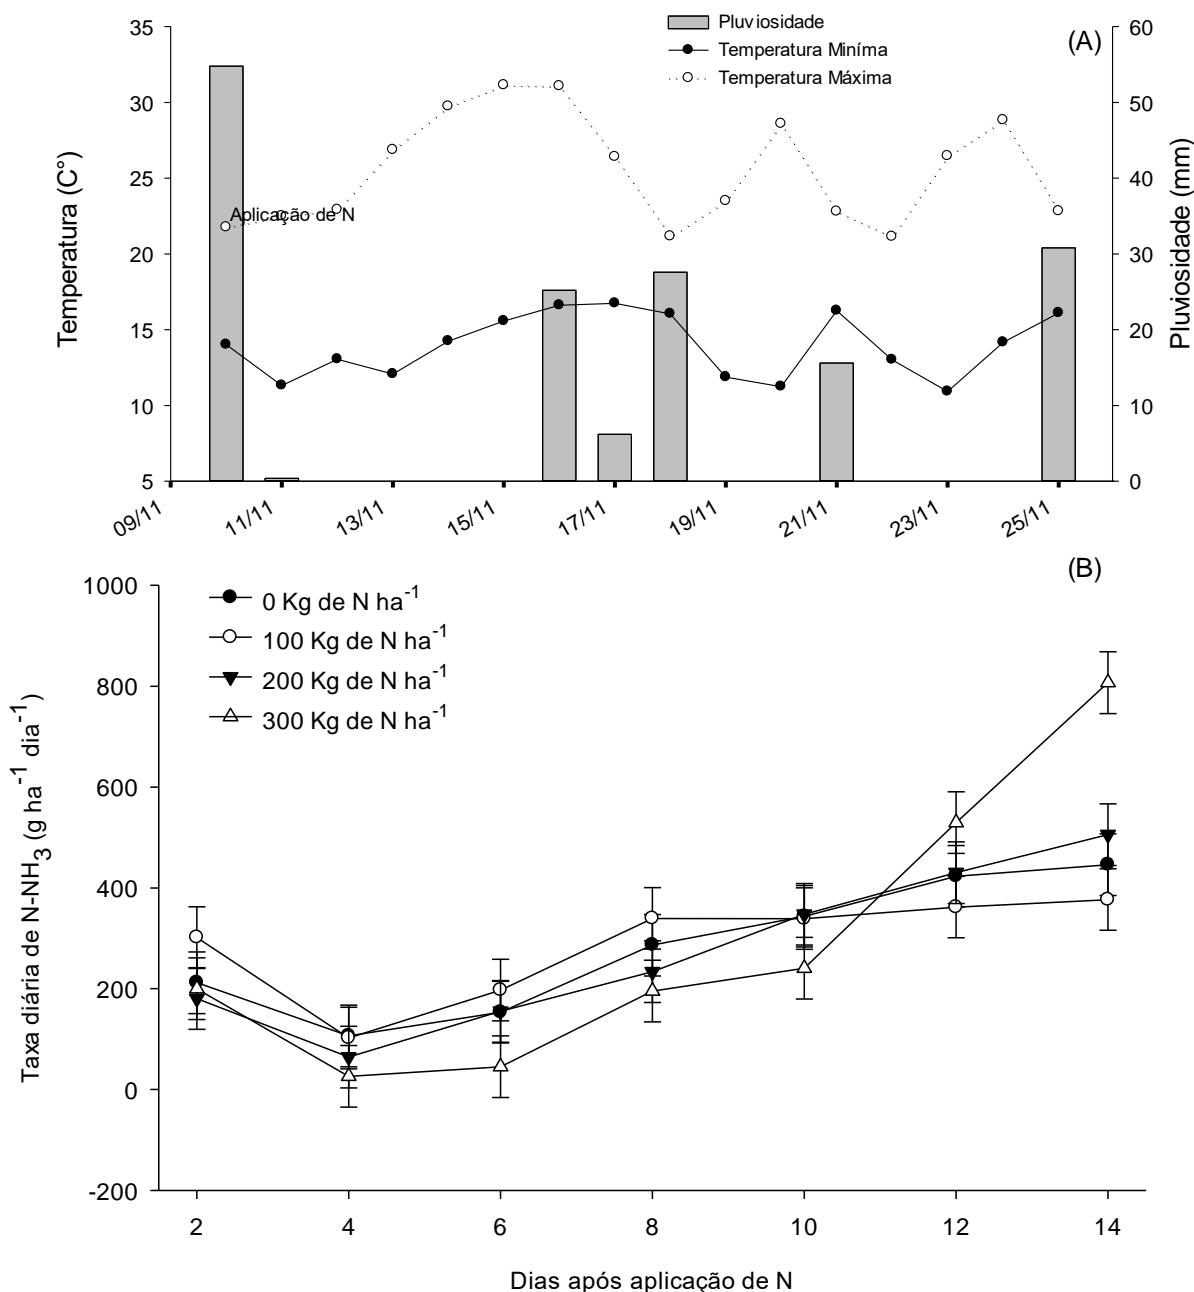 Pluviosidade
Temperatura Miníma
Temperatura Máxima
(A)
Temperatura (C°)
35
30
25
20
15
10
5
Aplicação de N
60
50
40
30
20
10
0
Pluviosidade (mm)
09/11
11/11
13/11
15/11
17/11
19/11
21/11
23/11
25/11
(B)
0 Kg de N ha⁻¹
100 Kg de N ha⁻¹
200 Kg de N ha⁻¹
300 Kg de N ha⁻¹
Taxa diária de N-NH₃ (g ha⁻¹ dia⁻¹)
1000
800
600
400
200
0
-200
2
4
6
8
10
12
14
Dias após aplicação de N